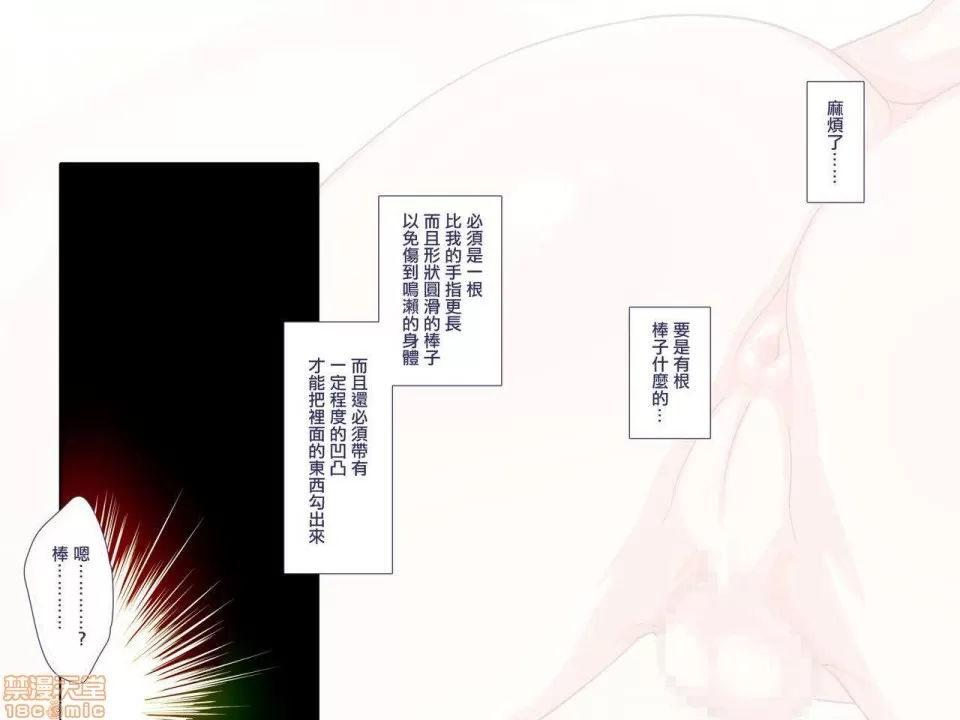 麻煩了……
要是有根
棒子什麼的…
必須是一根
比我的手指更長
而且形狀圓滑的棒子
以免傷到鳴瀨的身體
而且還必須帶有
一定程度的凹凸
才能把裡面的東西勾出來
嗯…………?
棒…………
禁漫天堂
18comic